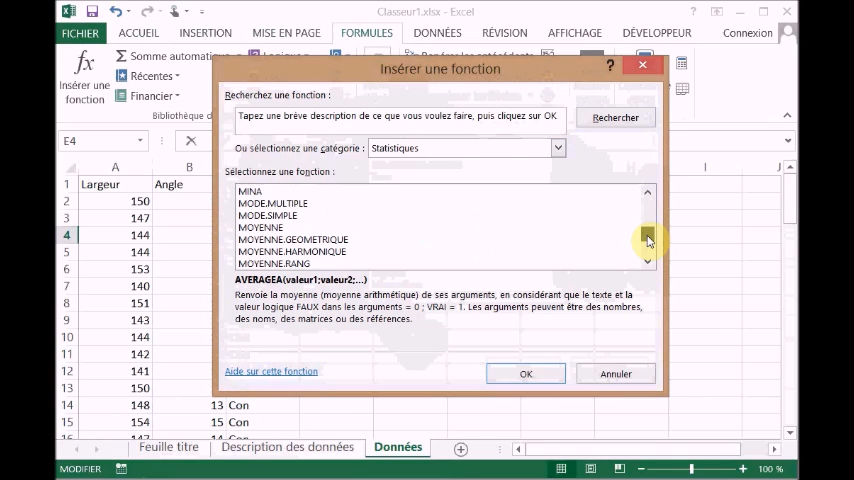 Classeur1.xlsx - Excel
FICHIER ACCUEIL INSERTION MISE EN PAGE FORMULES DONNÉES RÉVISION AFFICHAGE DÉVELOPPEUR Connexion
fx
Insérer une
fonction
Somme automatique
Récentes
Financier
Bibliothèque
Insérer une fonction
?
Recherchez une fonction :
Tapez une brève description de ce que vous voulez faire, puis cliquez sur OK
Rechercher
Ou sélectionnez une catégorie : Statistiques
Sélectionnez une fonction :
MINA
MODE.MULTIPLE
MODE.SIMPLE
MOYENNE
MOYENNE.GEOMETRIQUE
MOYENNE.HARMONIQUE
MOYENNE.RANG
AVERAGEA(valeur1;valeur2;...)
Renvoie la moyenne (moyenne arithmétique) de ses arguments, en considérant que le texte et la
valeur logique FAUX dans les arguments = 0 ; VRAI = 1. Les arguments peuvent être des nombres,
des noms, des matrices ou des références.
Aide sur cette fonction
OK
Annuler
E4
A B I J
1 Largeur Angle
2 150
3 147
4 144
5 144
6 153
7 140
8 151
9 143
10 144
11 142
12 141
13 150
14 148 13 Con
15 154 15 Con
Feuille titre Description des données Données
MODIFIER
100 %